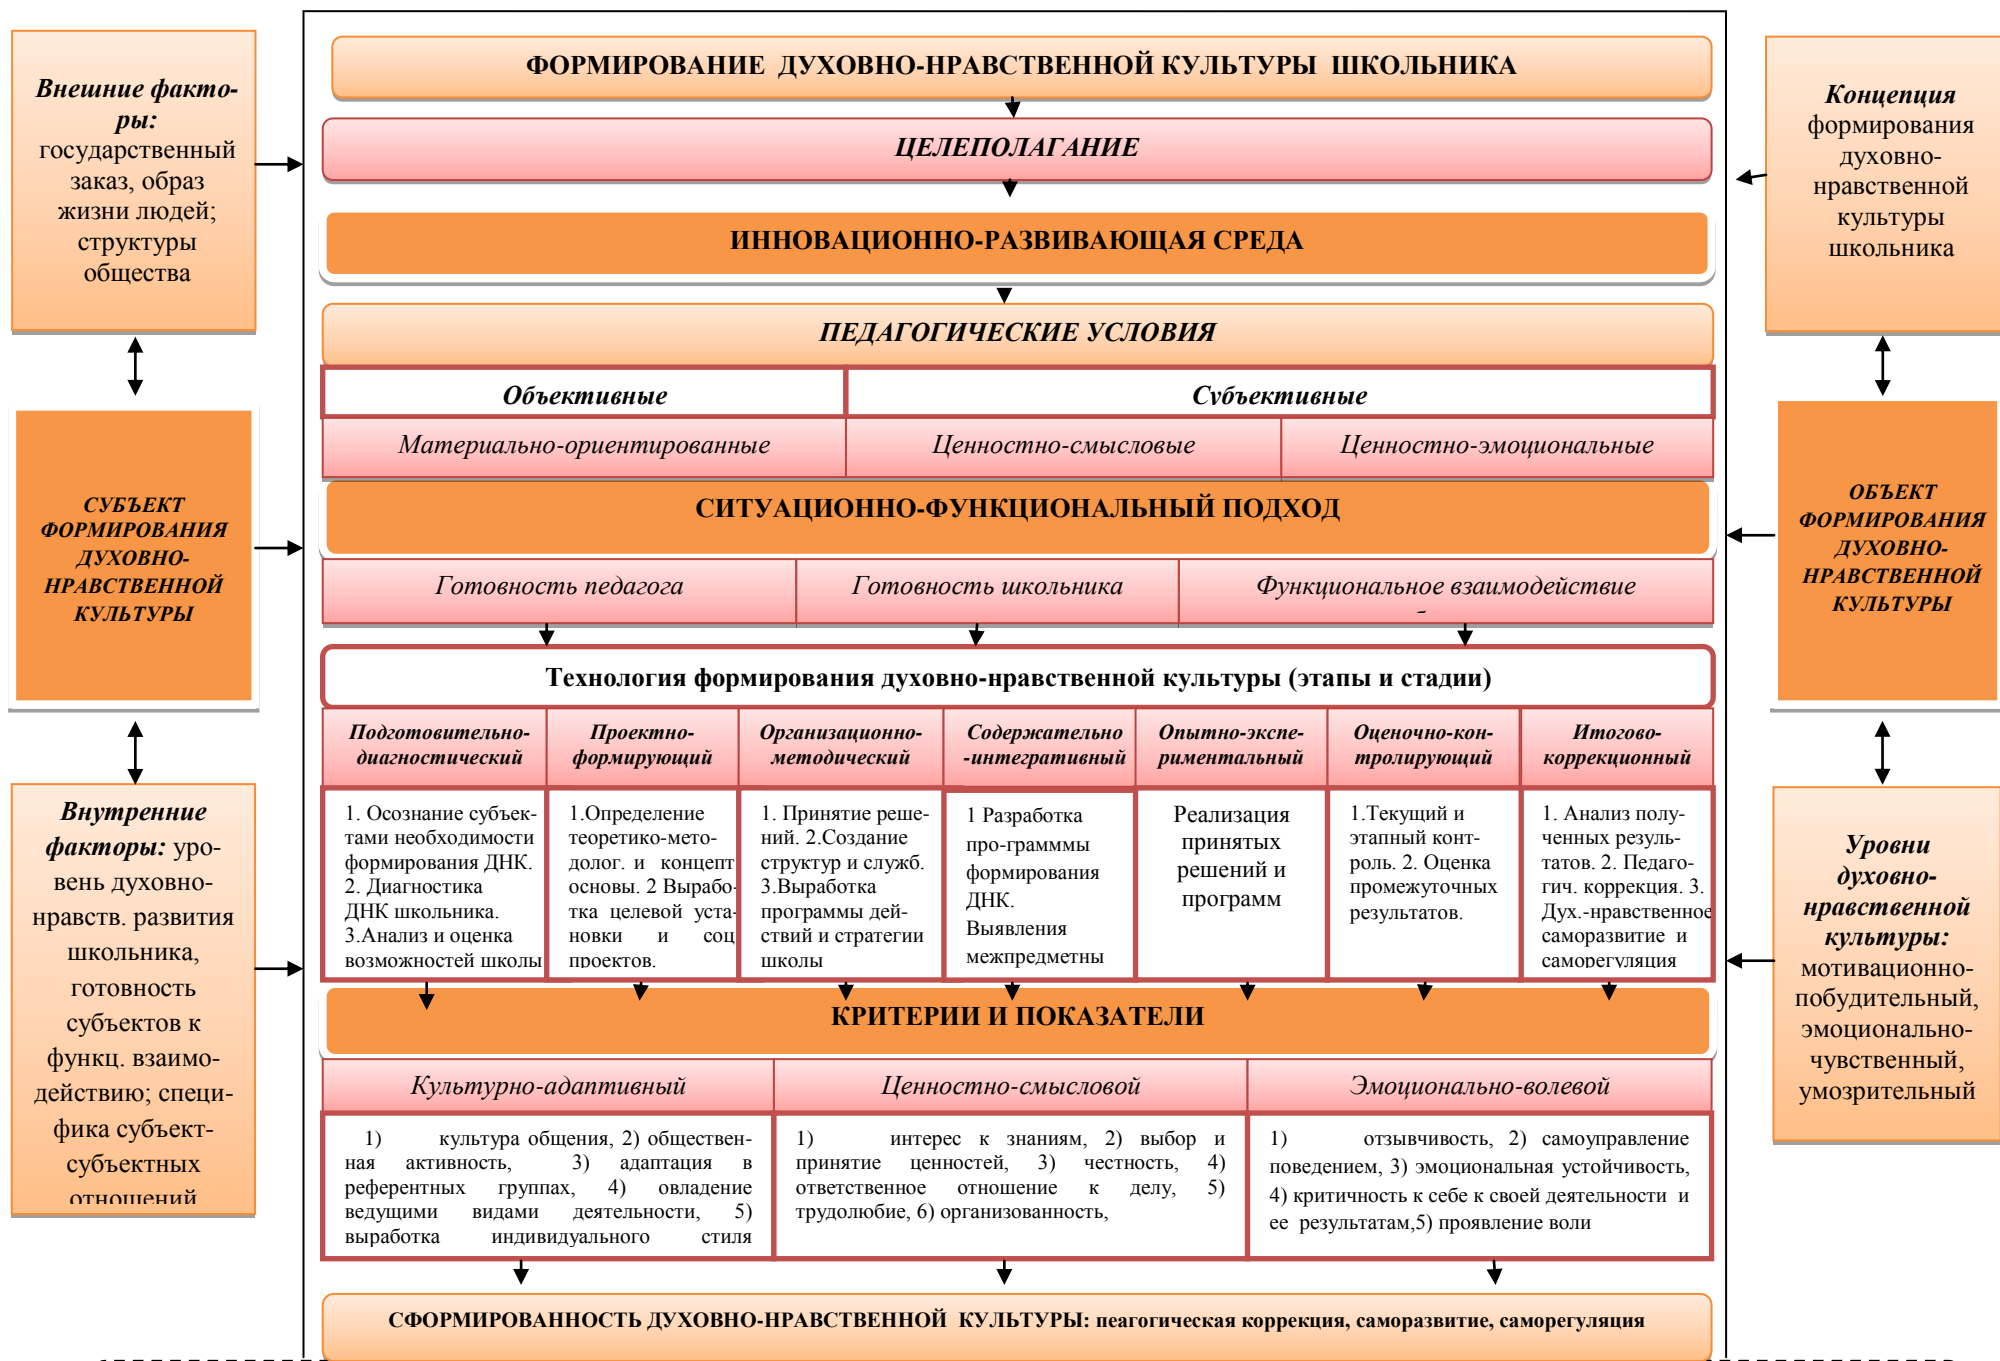 Внешние факто-
ры:
государственный
заказ, образ
жизни людей;
структуры
общества
СУБЪЕКТ
ФОРМИРОВАНИЯ
ДУХОВНО-
НРАВСТВЕННОЙ
КУЛЬТУРЫ
Внутренние
факторы: уро-
вень духовно-
нравств. развития
школьника,
готовность
субъектов к
функц. взаимо-
действию; специ-
фика субъект-
субъектных
отношений
ФОРМИРОВАНИЕ ДУХОВНО-НРАВСТВЕННОЙ КУЛЬТУРЫ ШКОЛЬНИКА
ЦЕЛЕПОЛАГАНИЕ
ИННОВАЦИОННО-РАЗВИВАЮЩАЯ СРЕДА
ПЕДАГОГИЧЕСКИЕ УСЛОВИЯ
Объективные
Субъективные
Материально-ориентированные
Ценностно-смысловые
Ценностно-эмоциональные
СИТУАЦИОННО-ФУНКЦИОНАЛЬНЫЙ ПОДХОД
Готовность педагога
Готовность школьника
Функциональное взаимодействие
Технология формирования духовно-нравственной культуры (этапы и стадии)
Подготовительно-
диагностический
Проектно-
формирующий
Организационно-
методический
Содержательно
-интегративный
Опытно-экспе-
риментальный
Оценочно-кон-
тролирующий
Итогово-
коррекционный
1. Осознание субъек-
тами необходимости
формирования ДНК.
2. Диагностика
ДНК школьника.
3.Анализ и оценка
возможностей школы
1.Определение
теоретико-мето-
долог. и концепт
основы. 2 Вырабо-
тка целевой уста-
новки и соц
проектов.
1. Принятие реше-
ний. 2.Создание
структур и служб.
3.Выработка
программы дей-
ствий и стратегии
школы
1 Разработка
про-грамммы
формирования
ДНК.
Выявления
межпредметны
Реализация
принятых
решений и
программ
1.Текущий и
этапный конт-
роль. 2. Оценка
промежуточных
результатов.
1. Анализ полу-
ченных резуль-
татов. 2. Педаго-
гич. коррекция. 3.
Дух.-нравственное
саморазвитие и
саморегуляция
КРИТЕРИИ И ПОКАЗАТЕЛИ
Культурно-адаптивный
Ценностно-смысловой
Эмоционально-волевой
1) культура общения, 2) обществен-
ная активность, 3) адаптация в
референтных группах, 4) овладение
ведущими видами деятельности, 5)
выработка индивидуального стиля
1) интерес к знаниям, 2) выбор и
принятие ценностей, 3) честность, 4)
ответственное отношение к делу, 5)
трудолюбие, 6) организованность,
1) отзывчивость, 2) самоуправление
поведением, 3) эмоциональная устойчивость,
4) критичность к себе к своей деятельности и
ее результатам,5) проявление воли
СФОРМИРОВАННОСТЬ ДУХОВНО-НРАВСТВЕННОЙ КУЛЬТУРЫ: пеагогическая коррекция, саморазвитие, саморегуляция
Концепция
формирования
духовно-
нравственной
культуры
школьника
ОБЪЕКТ
ФОРМИРОВАНИЯ
ДУХОВНО-
НРАВСТВЕННОЙ
КУЛЬТУРЫ
Уровни
духовно-
нравственной
культуры:
мотивационно-
побудительный,
эмоционально-
чувственный,
умозрительный